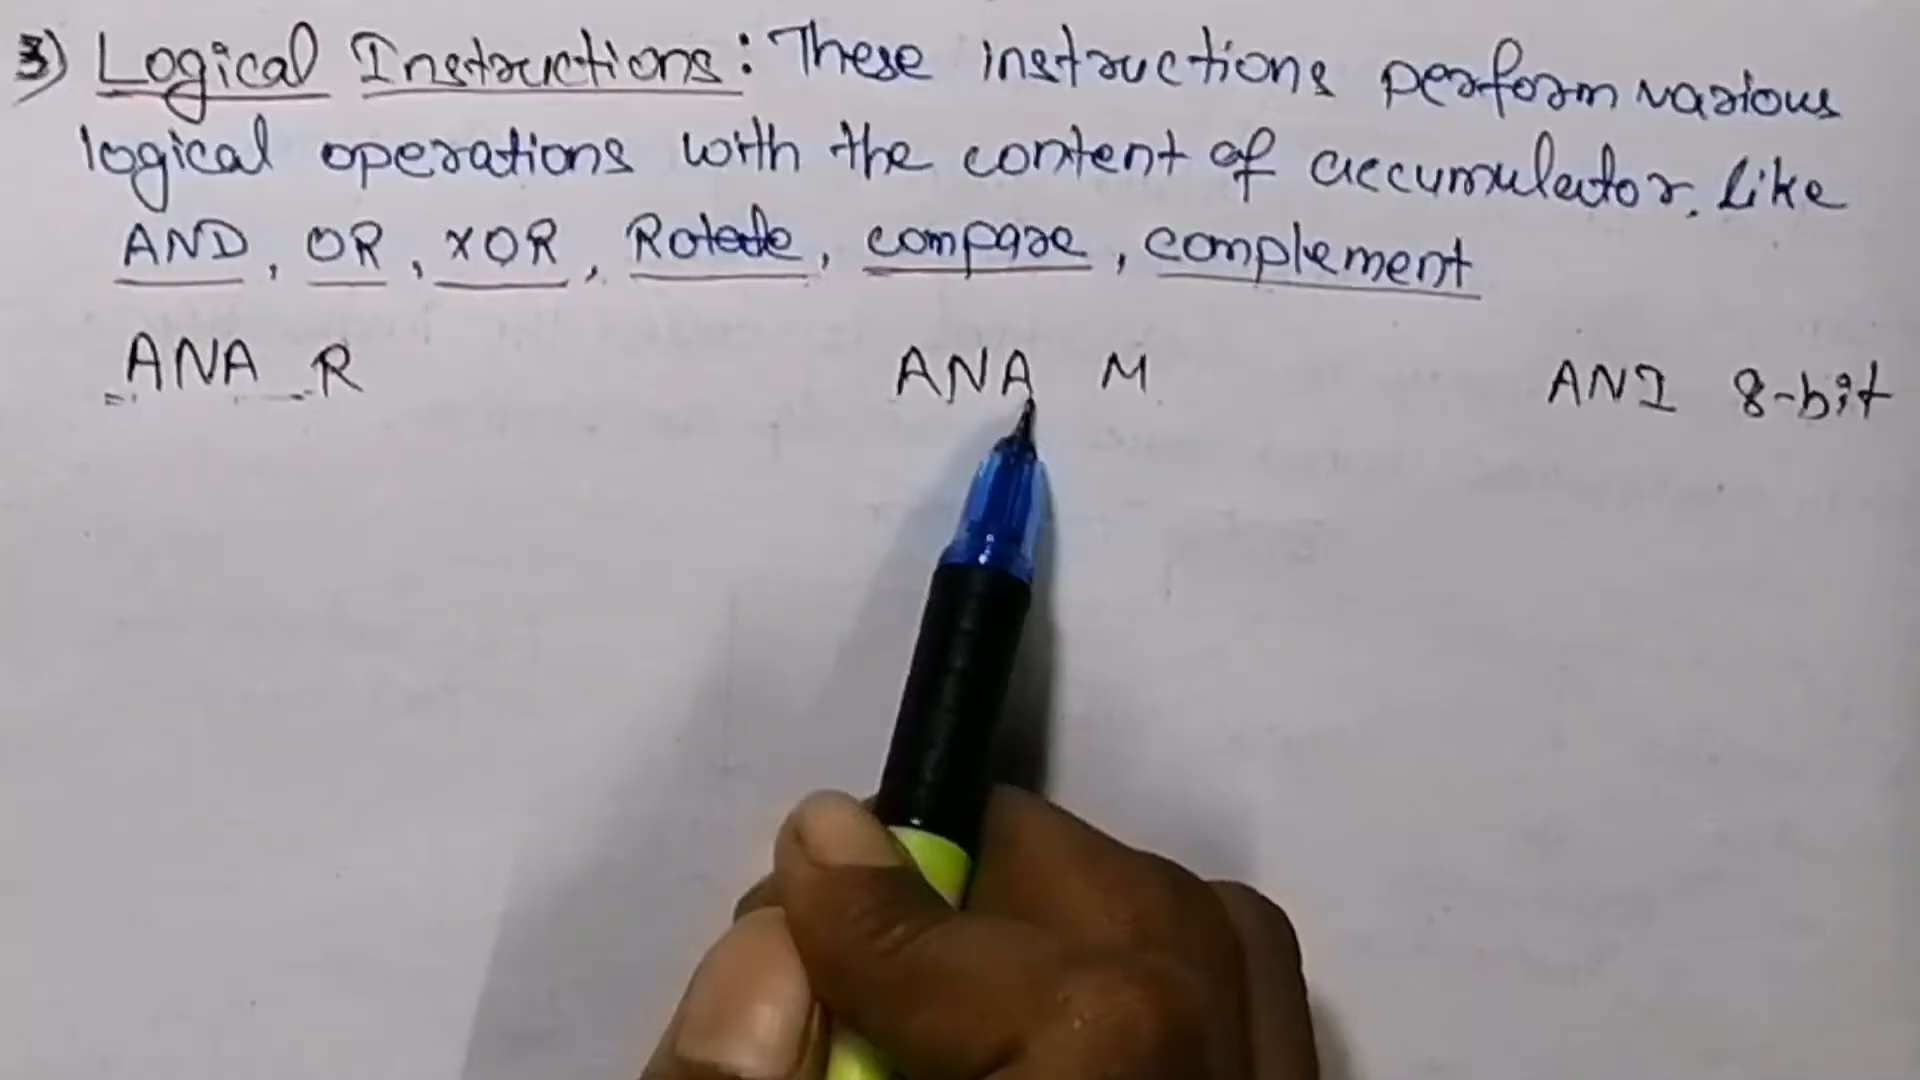 3) Logical Instructions: These instructions perform various
logical operations with the content of accumulator. like
AND, OR, XOR, Rotate, compare, complement
ANA R ANA M ANI 8-bit